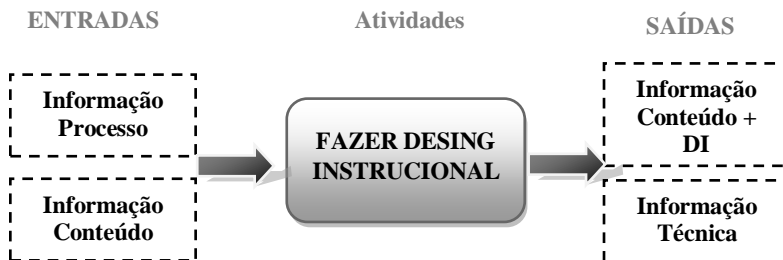 ENTRADAS
Atividades
SAÍDAS
Informação
Processo
Informação
Conteúdo
FAZER DESING
INSTRUCIONAL
Informação
Conteúdo +
DI
Informação
Técnica